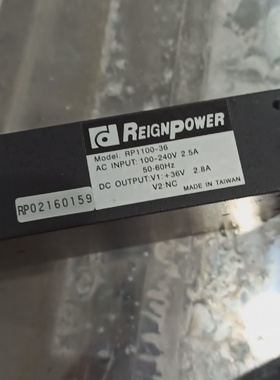 REIGNPOWER
Model: RP1100-36
AC INPUT: 100-240V 2.5A
50-60Hz
DC OUTPUT:V1:+36V 2.8A
V2:NC MADE IN TAIWAN
RP02160159